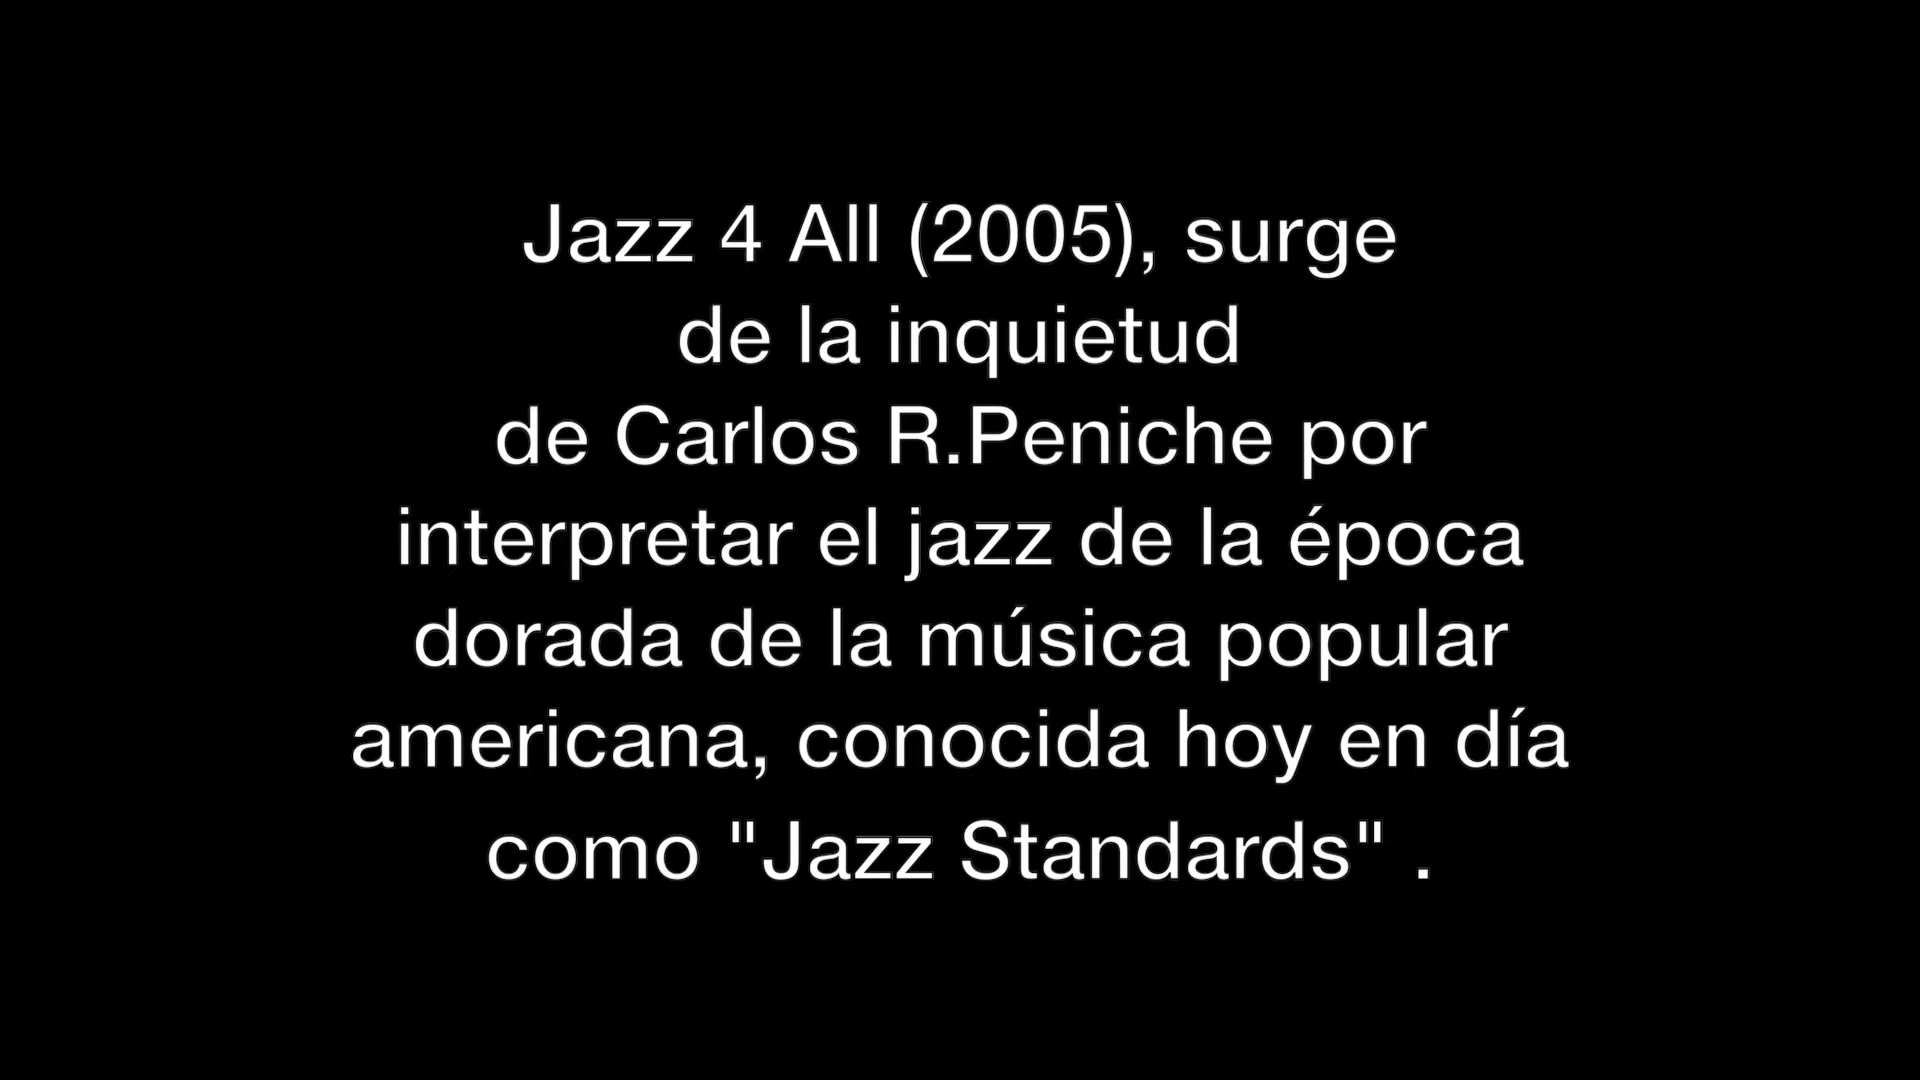 Jazz 4 All (2005), surge
de la inquietud
de Carlos R.Peniche por
interpretar el jazz de la época
dorada de la música popular
americana, conocida hoy en día
como "Jazz Standards" .